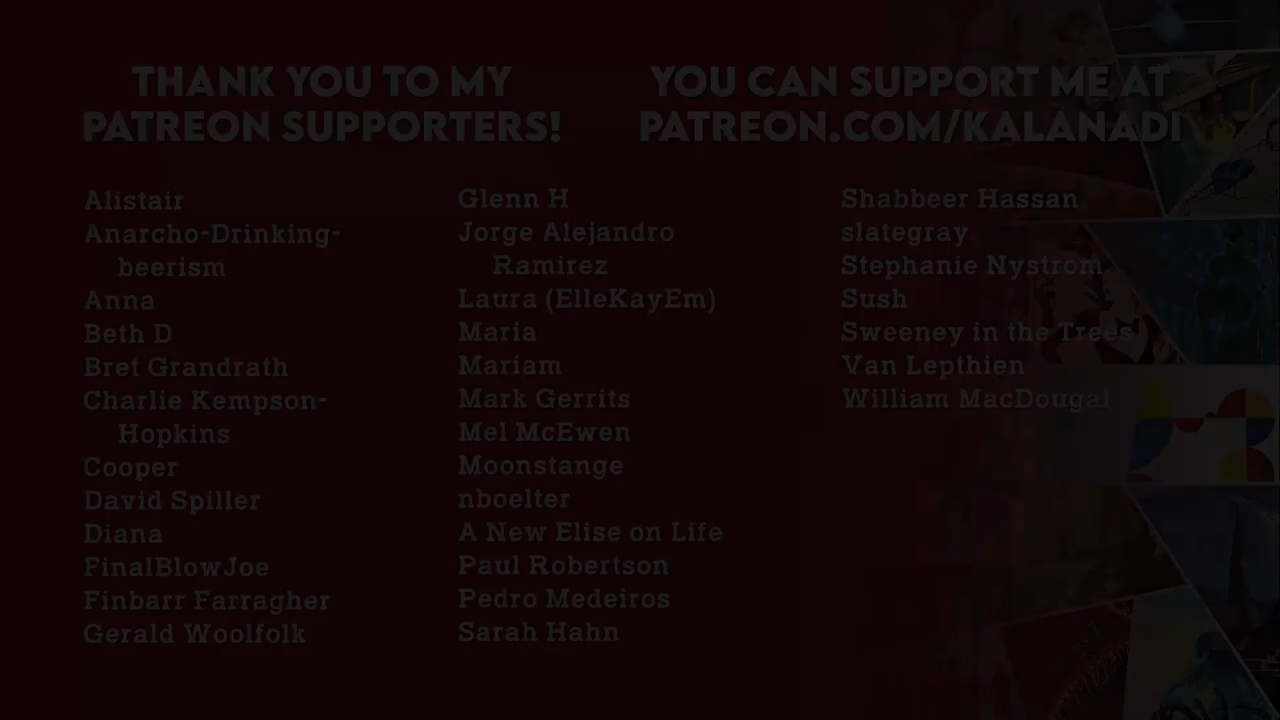 THANK YOU TO MY
PATREON SUPPORTERS!
YOU CAN SUPPORT ME AT
PATREON.COM/KALANADI
Alistair
Anarcho-Drinking-
beerism
Anna
Beth D
Bret Grandrath
Charlie Kempson-
Hopkins
Cooper
David Spiller
Diana
FinalBlowJoe
Finbarr Farragher
Gerald Woolfolk
Glenn H
Jorge Alejandro
Ramirez
Laura (ElleKayEm)
Maria
Mariam
Mark Gerrits
Mel McEwen
Moonstange
nboelter
A New Elise on Life
Paul Robertson
Pedro Medeiros
Sarah Hahn
Shabbeer Hassan
slategray
Stephanie Nystrom
Sush
Sweeney in the Trees
Van Lepthien
William MacDougal